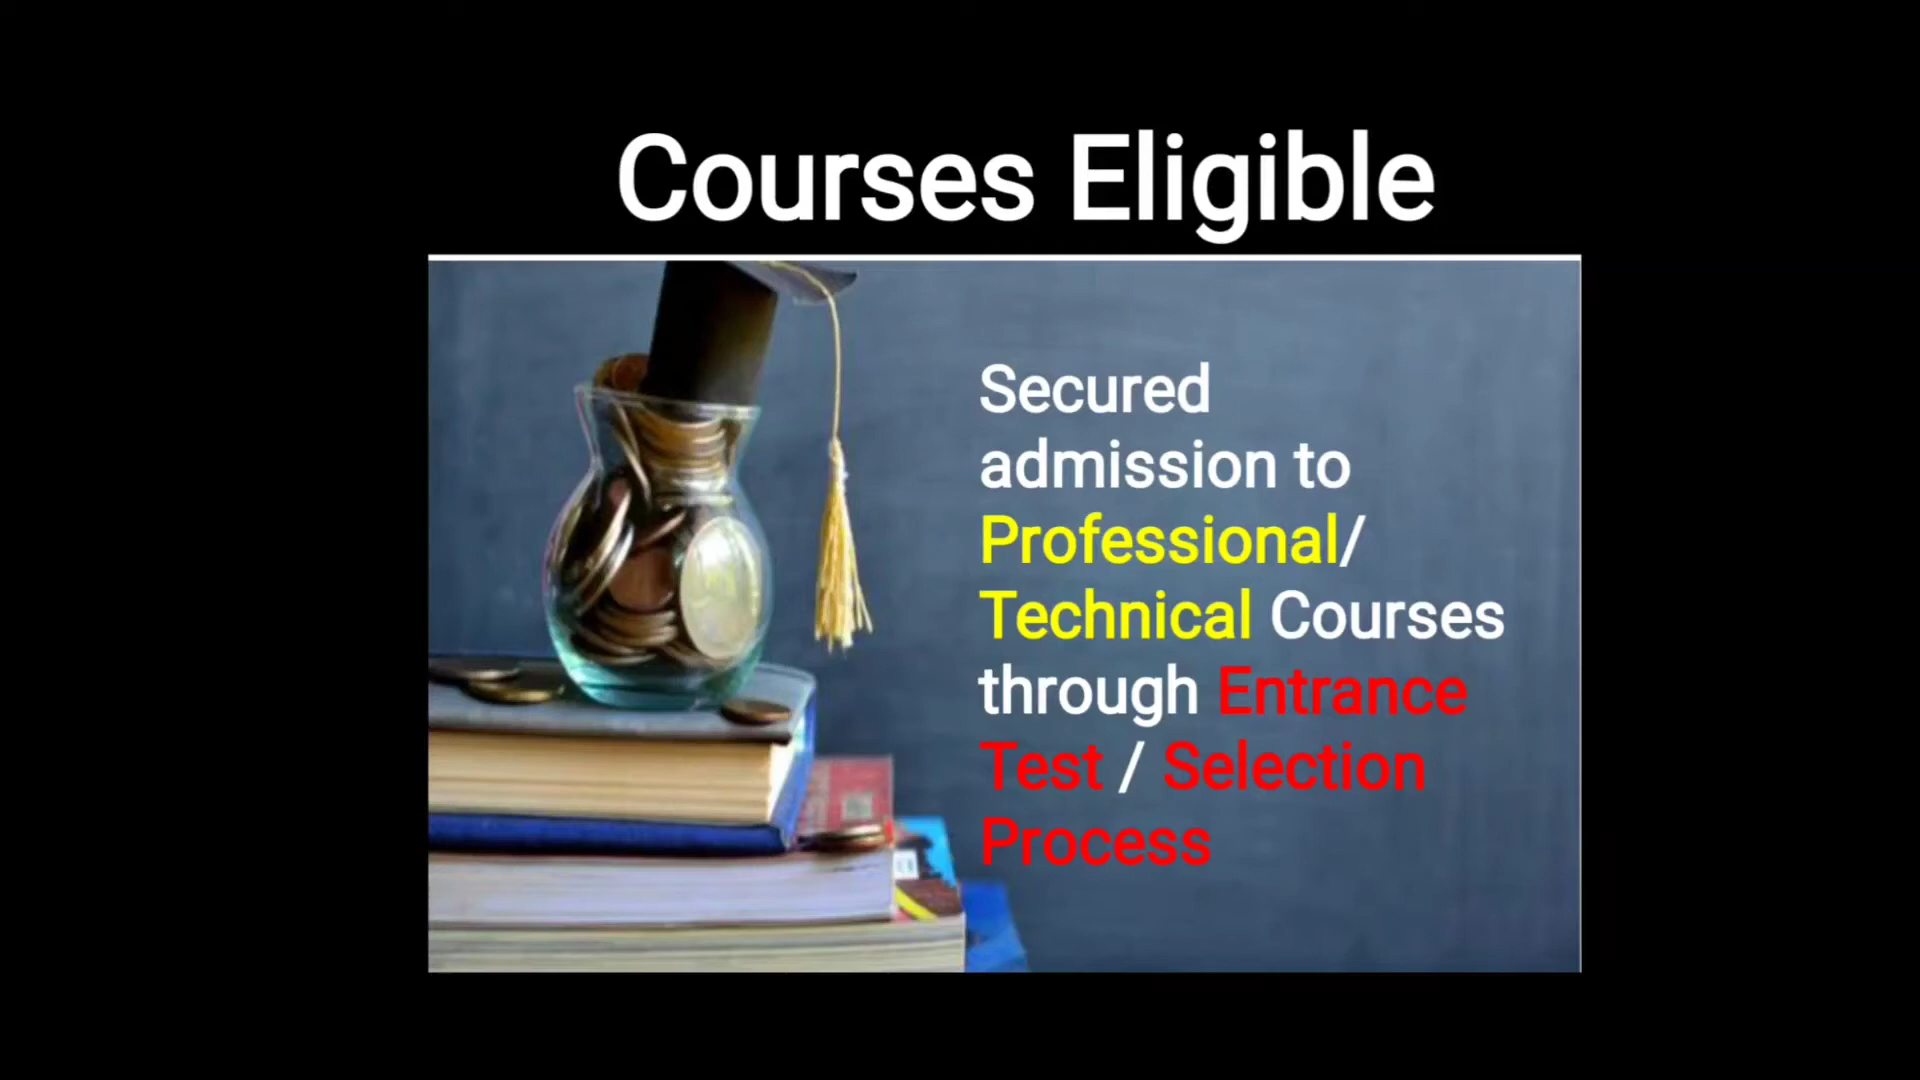 Courses Eligible
Secured
admission to
Professional/
Technical Courses
through Entrance
Test / Selection
Process